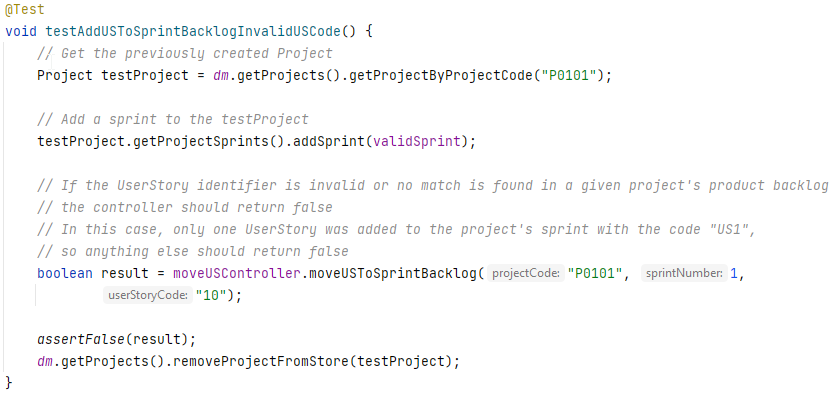 @Test
void testAddUSToSprintBacklogInvalidUSCode() {
// Get the previously created Project
Project testProject = dm.getProjects().getProjectByProjectCode("P0101");
// Add a sprint to the testProject
testProject.getProjectSprints().addSprint(validSprint);
// If the UserStory identifier is invalid or no match is found in a given project's product backlog
// the controller should return false
// In this case, only one UserStory was added to the project's sprint with the code "US1",
// so anything else should return false
boolean result = moveUSController.moveUSToSprintBacklog( projectCode: "P0101", sprintNumber: 1,
userStoryCode: "10");
assertFalse(result);
dm.getProjects().removeProjectFromStore(testProject);
}